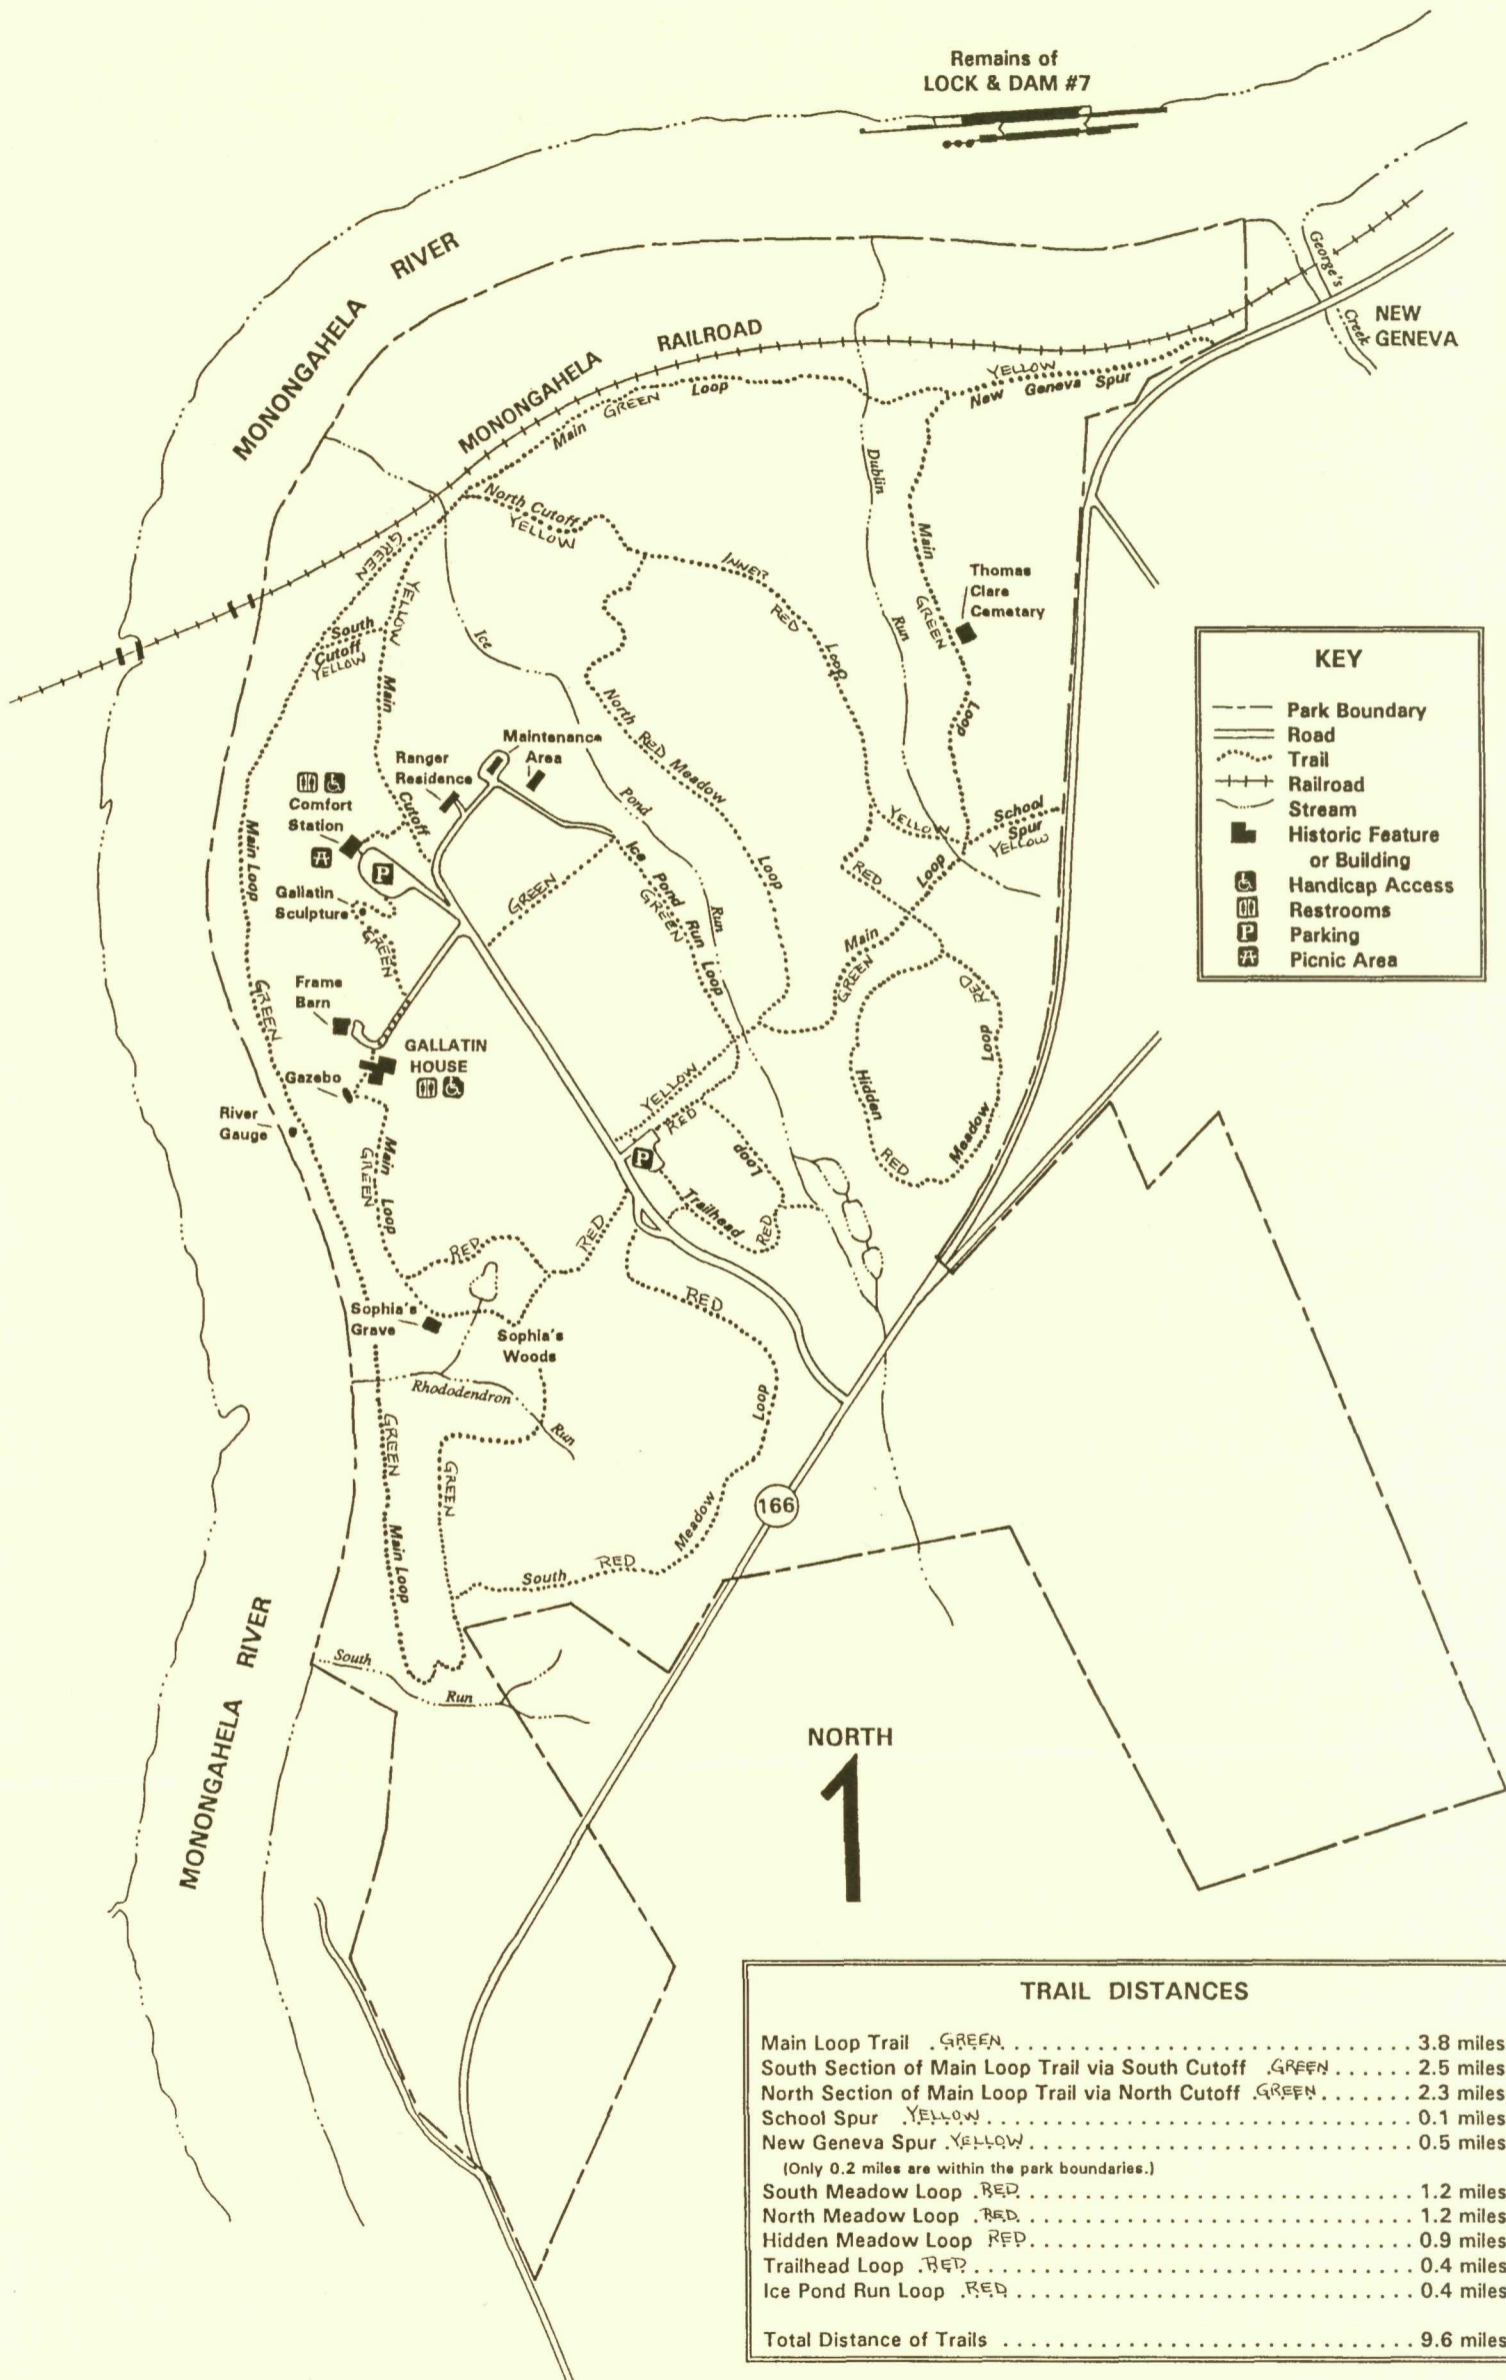 Remains of
LOCK & DAM #7
MONONGAHELA RIVER
MONONGAHELA RAILROAD
George's
Creek
NEW
GENEVA
YELLOW
New Geneva Spur
Main GREEN Loop
North Cutoff
YELLOW
Dublin
Run
GREEN
YELLOW
INNER
RED
Loop
Main
GREEN
Loop
Thomas
Clare
Cematary
South
Cutoff
YELLOW
Main
Cutoff
Ice
Pond
Run
North
RED Meadow
Loop
KEY
Park Boundary
Road
Trail
Railroad
Stream
Historic Feature
or Building
Handicap Access
Restrooms
P Parking
Picnic Area
Maintenance
Area
Ranger
Residence
Comfort
Station
P
Main Loop
GREEN
Gallatin
Sculpture
GREEN
GREEN
Ice Pond Run Loop
GREEN
YELLOW
School
Spur
YELLOW
RED
Main Loop
GREEN
RED
Hidden
Meadow
Loop
RED
Frame
Barn
GALLATIN
HOUSE
Gazebo
River
Gauge
YELLOW
RED
P
Loop
Trailhead
RED
Main Loop
GREEN
RED
RED
RED
Sophia's
Grave
Sophia's
Woods
Rhododendron
Run
GREEN
Main Loop
GREEN
South RED Meadow Loop
166
South
Run
MONONGAHELA RIVER
NORTH
TRAIL DISTANCES
Main Loop Trail . GREEN . . . . 3.8 miles
South Section of Main Loop Trail via South Cutoff . GREEN . . . . 2.5 miles
North Section of Main Loop Trail via North Cutoff . GREEN . . . . 2.3 miles
School Spur . YELLOW . . . . 0.1 miles
New Geneva Spur . YELLOW . . . . 0.5 miles
(Only 0.2 miles are within the park boundaries.)
South Meadow Loop . RED . . . . 1.2 miles
North Meadow Loop . RED . . . . 1.2 miles
Hidden Meadow Loop RED . . . . 0.9 miles
Trailhead Loop . RED . . . . 0.4 miles
Ice Pond Run Loop . RED . . . . 0.4 miles
Total Distance of Trails . . . . 9.6 miles